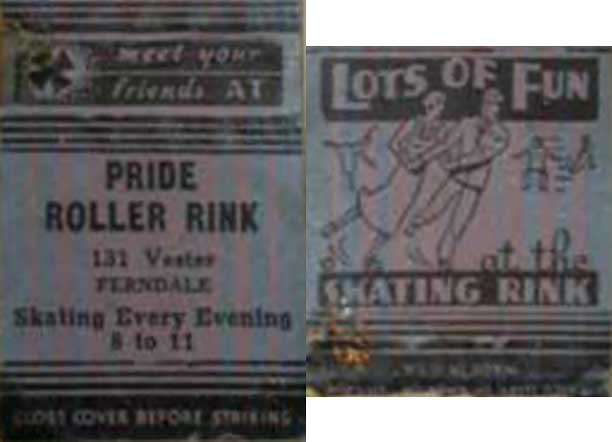 meet your
friends AT
PRIDE
ROLLER RINK
131 Vester
FERNDALE
Skating Every Evening
8 to 11
CLOSE COVER BEFORE STRIKING
LOTS OF FUN
at the
SKATING RINK